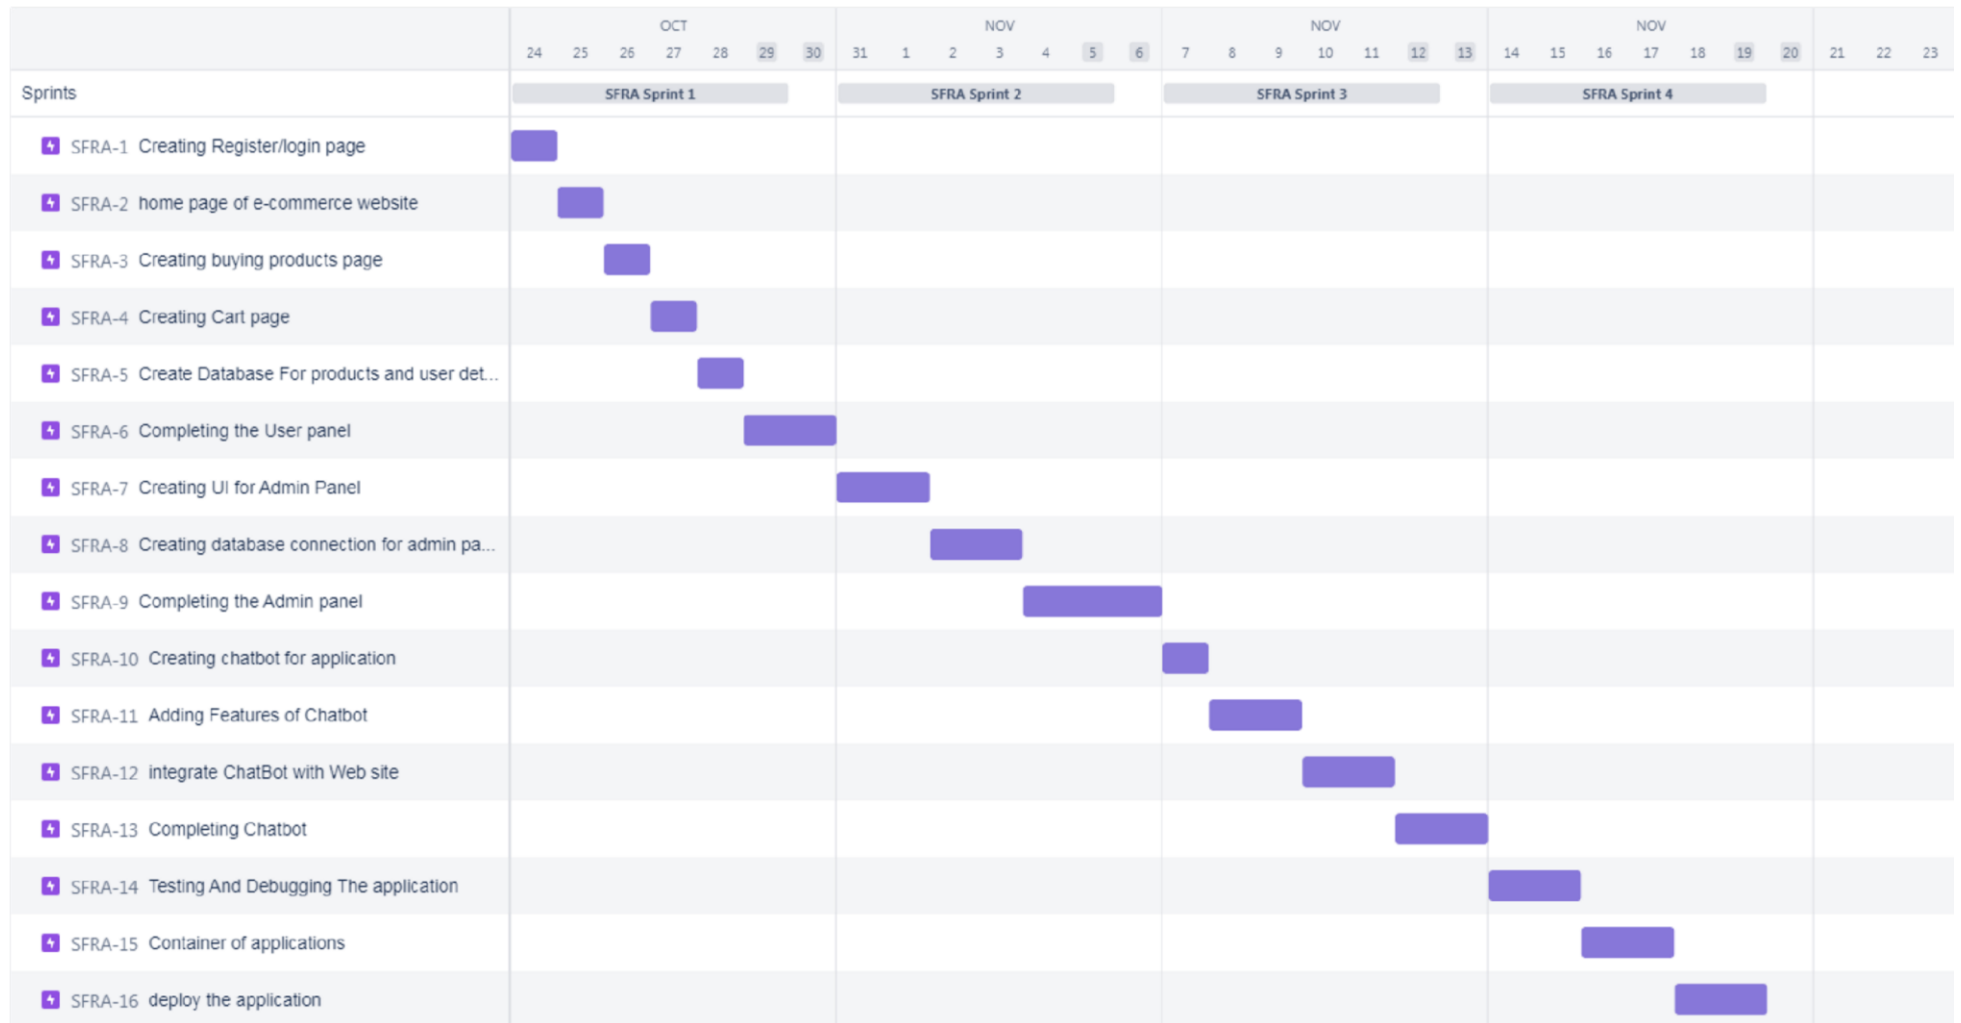 OCT NOV NOV NOV
24 25 26 27 28 29 30 31 1 2 3 4 5 6 7 8 9 10 11 12 13 14 15 16 17 18 19 20 21 22 23
Sprints SFRA Sprint 1 SFRA Sprint 2 SFRA Sprint 3 SFRA Sprint 4
SFRA-1 Creating Register/login page
SFRA-2 home page of e-commerce website
SFRA-3 Creating buying products page
SFRA-4 Creating Cart page
SFRA-5 Create Database For products and user det...
SFRA-6 Completing the User panel
SFRA-7 Creating UI for Admin Panel
SFRA-8 Creating database connection for admin pa...
SFRA-9 Completing the Admin panel
SFRA-10 Creating chatbot for application
SFRA-11 Adding Features of Chatbot
SFRA-12 integrate ChatBot with Web site
SFRA-13 Completing Chatbot
SFRA-14 Testing And Debugging The application
SFRA-15 Container of applications
SFRA-16 deploy the application